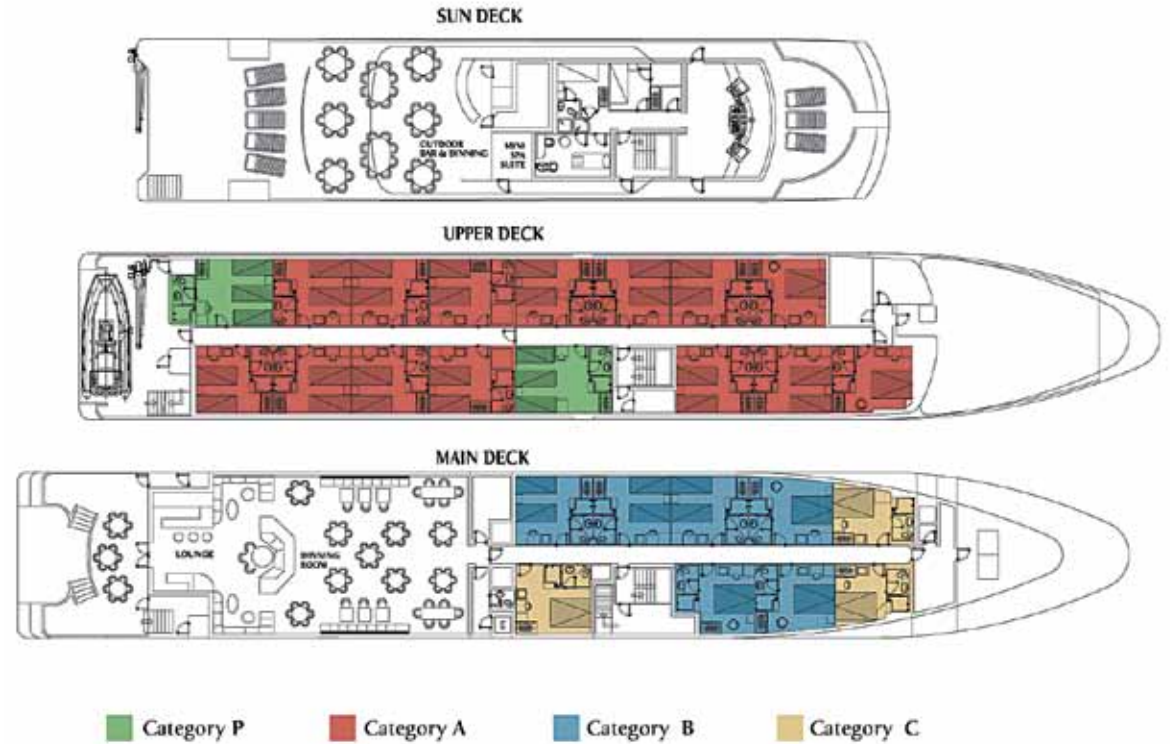 SUN DECK
OUTDOOR
BAR & DINNING
MINI
SPA
SUITE
UPPER DECK
MAIN DECK
LOUNGE
DINNING
ROOM
Category P
Category A
Category B
Category C